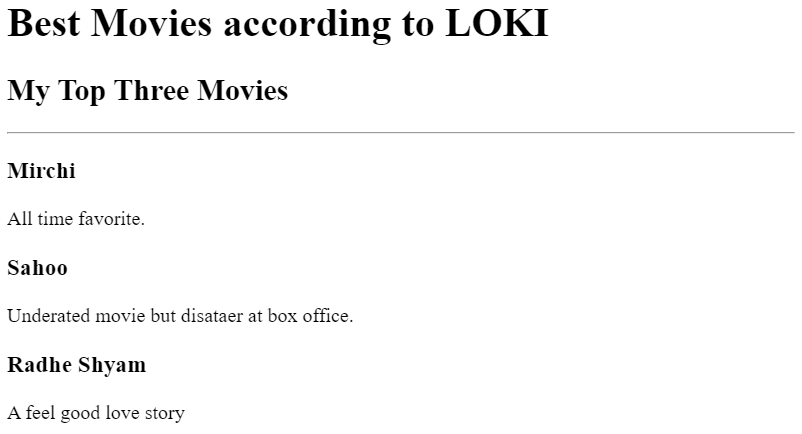 Best Movies according to LOKI
My Top Three Movies
Mirchi
All time favorite.
Sahoo
Underated movie but disataer at box office.
Radhe Shyam
A feel good love story